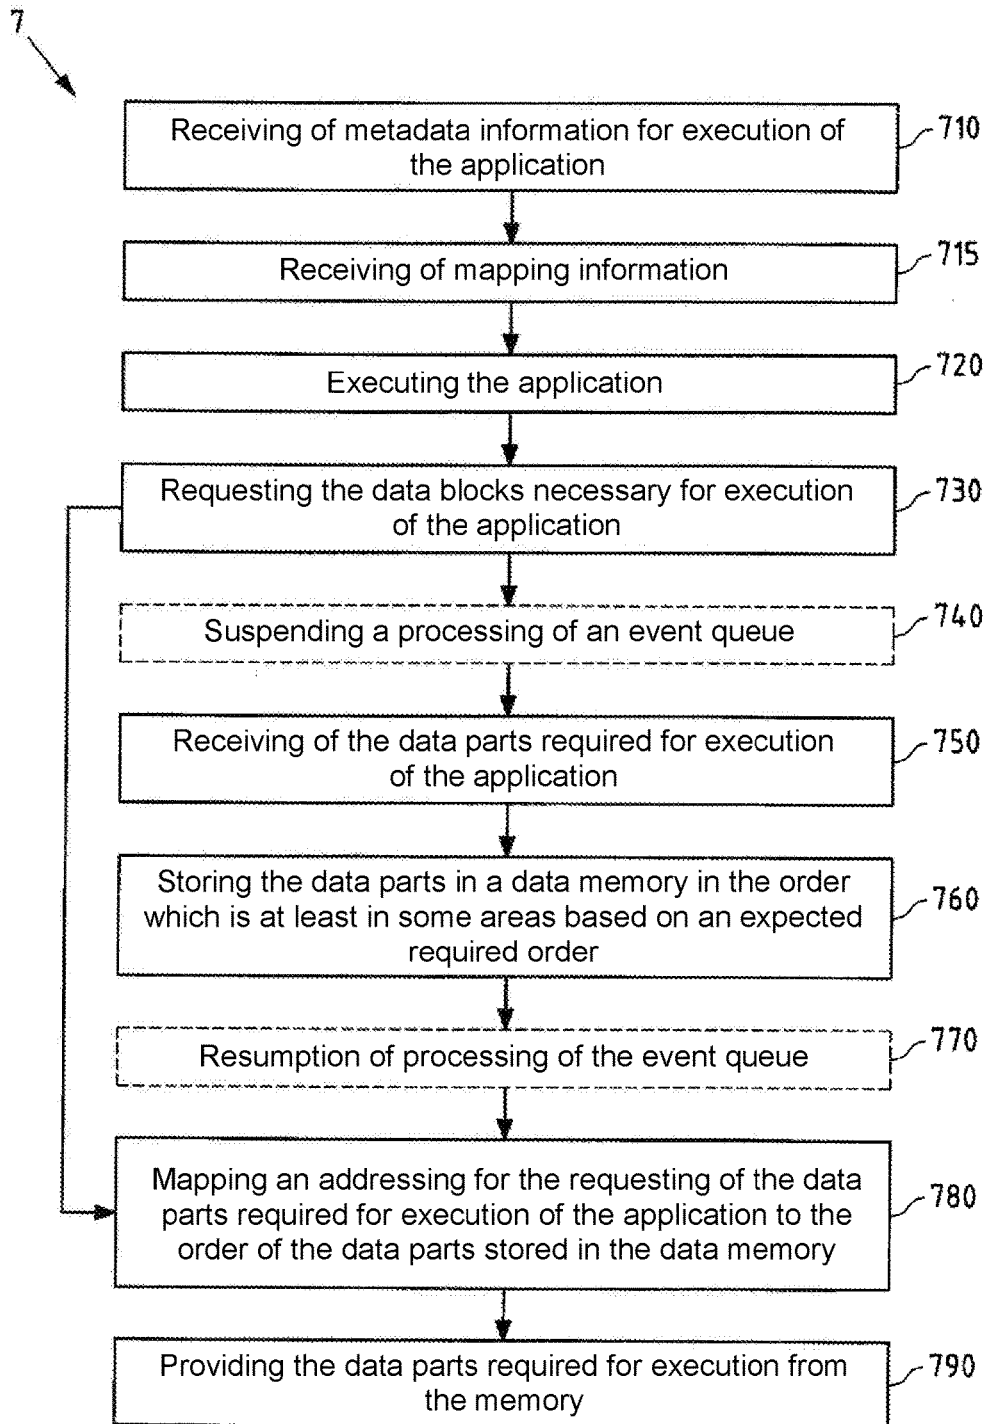 7
Receiving of metadata information for execution of
the application
710
Receiving of mapping information
715
Executing the application
720
Requesting the data blocks necessary for execution
of the application
730
Suspending a processing of an event queue
740
Receiving of the data parts required for execution
of the application
750
Storing the data parts in a data memory in the order
which is at least in some areas based on an expected
required order
760
Resumption of processing of the event queue
770
Mapping an addressing for the requesting of the data
parts required for execution of the application to the
order of the data parts stored in the data memory
780
Providing the data parts required for execution from
the memory
790